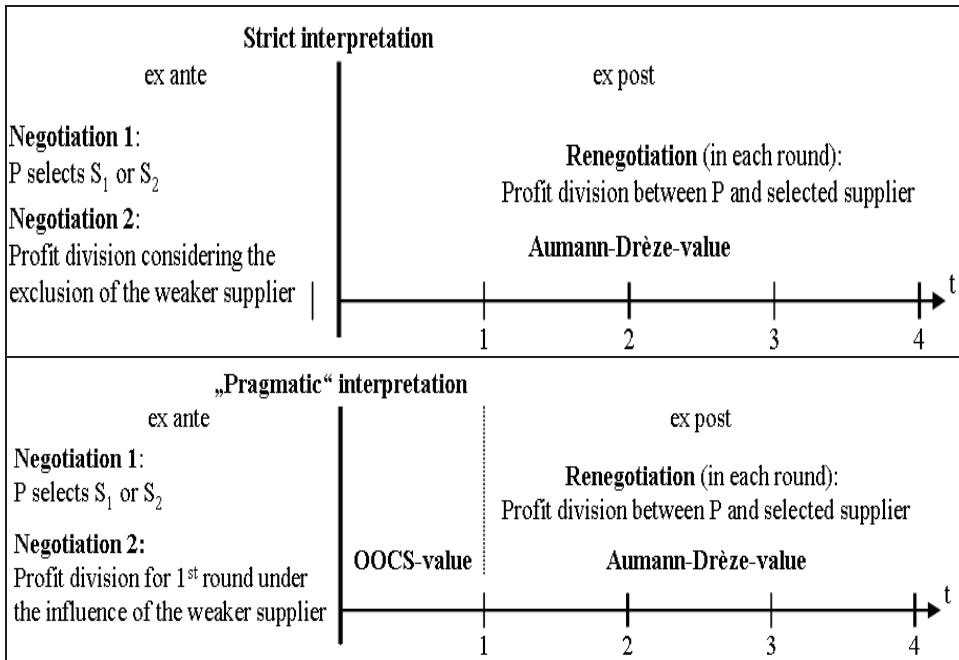 Strict interpretation
ex ante
ex post
Negotiation 1:
P selects S₁ or S₂
Negotiation 2:
Profit division considering the
exclusion of the weaker supplier
Renegotiation (in each round):
Profit division between P and selected supplier
Aumann-Drèze-value
t
1 2 3 4
„Pragmatic“ interpretation
ex ante
ex post
Negotiation 1:
P selects S₁ or S₂
Negotiation 2:
Profit division for 1st round under
the influence of the weaker supplier
Renegotiation (in each round):
Profit division between P and selected supplier
OOCS-value
Aumann-Drèze-value
t
1 2 3 4